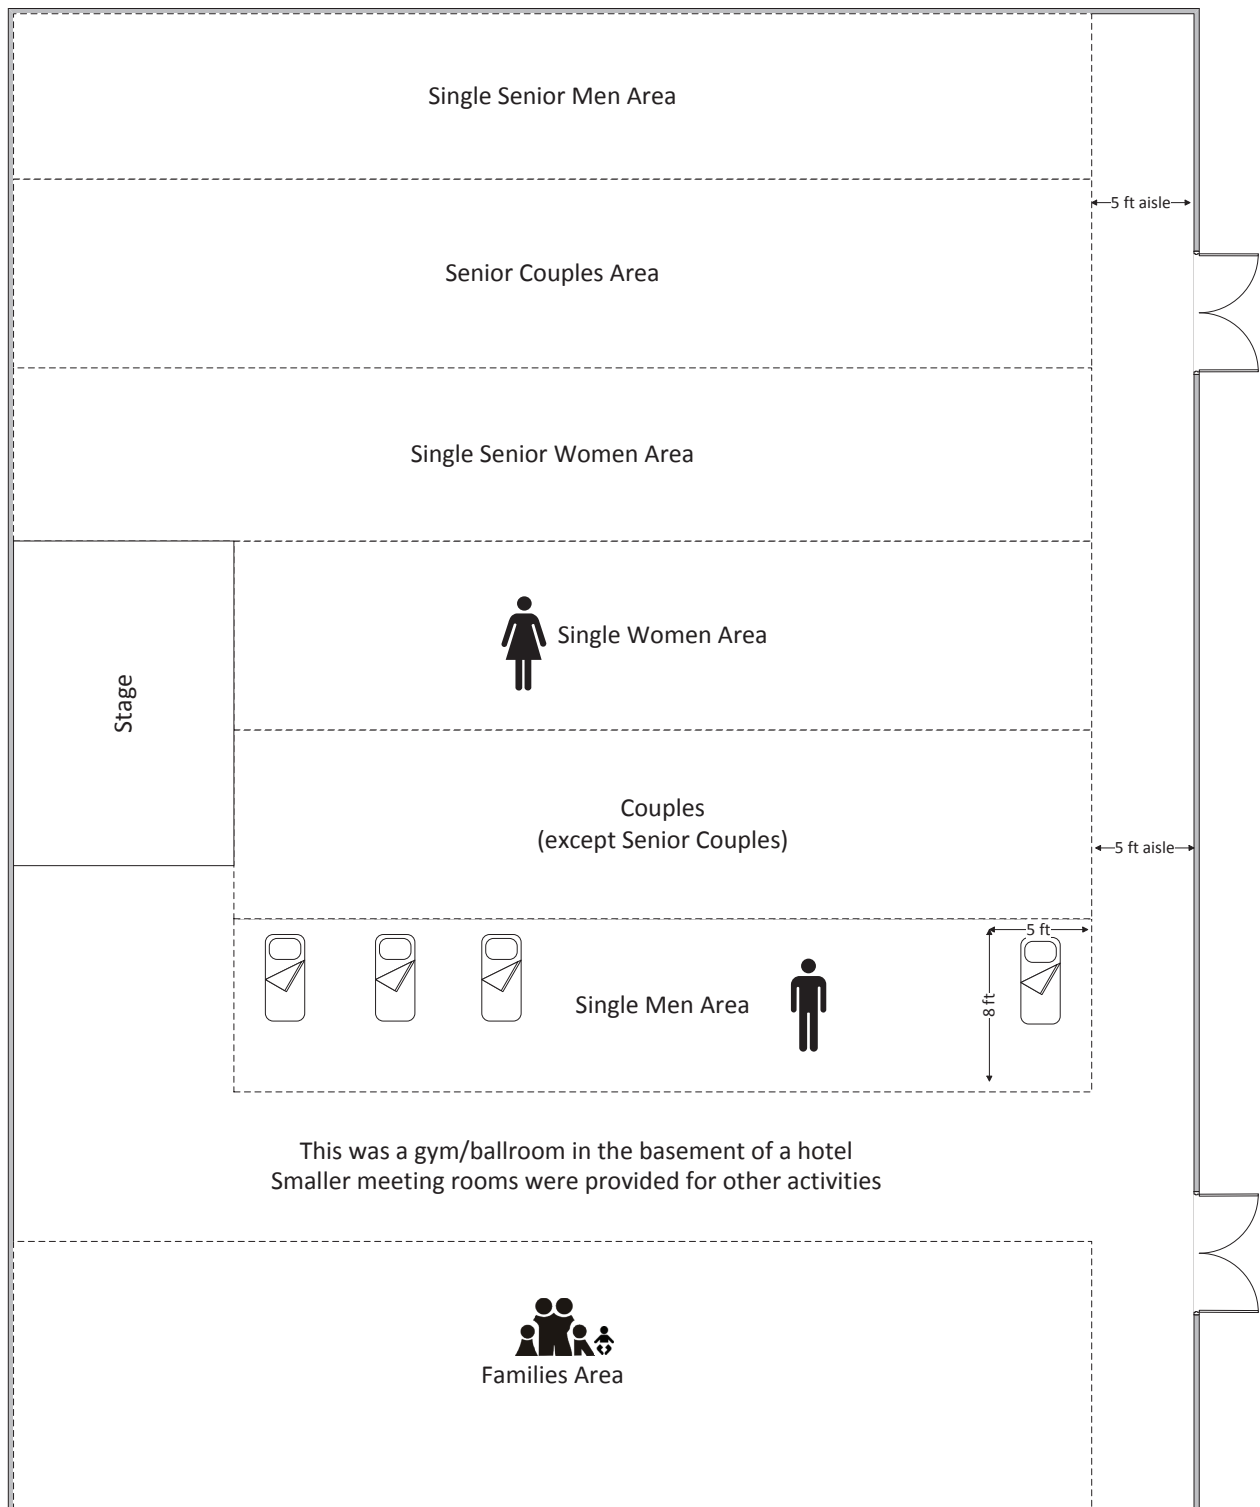 Single Senior Men Area
5 ft aisle
Senior Couples Area
Single Senior Women Area
Single Women Area
Stage
Couples
(except Senior Couples)
5 ft aisle
5 ft
8 ft
Single Men Area
This was a gym/ballroom in the basement of a hotel
Smaller meeting rooms were provided for other activities
Families Area